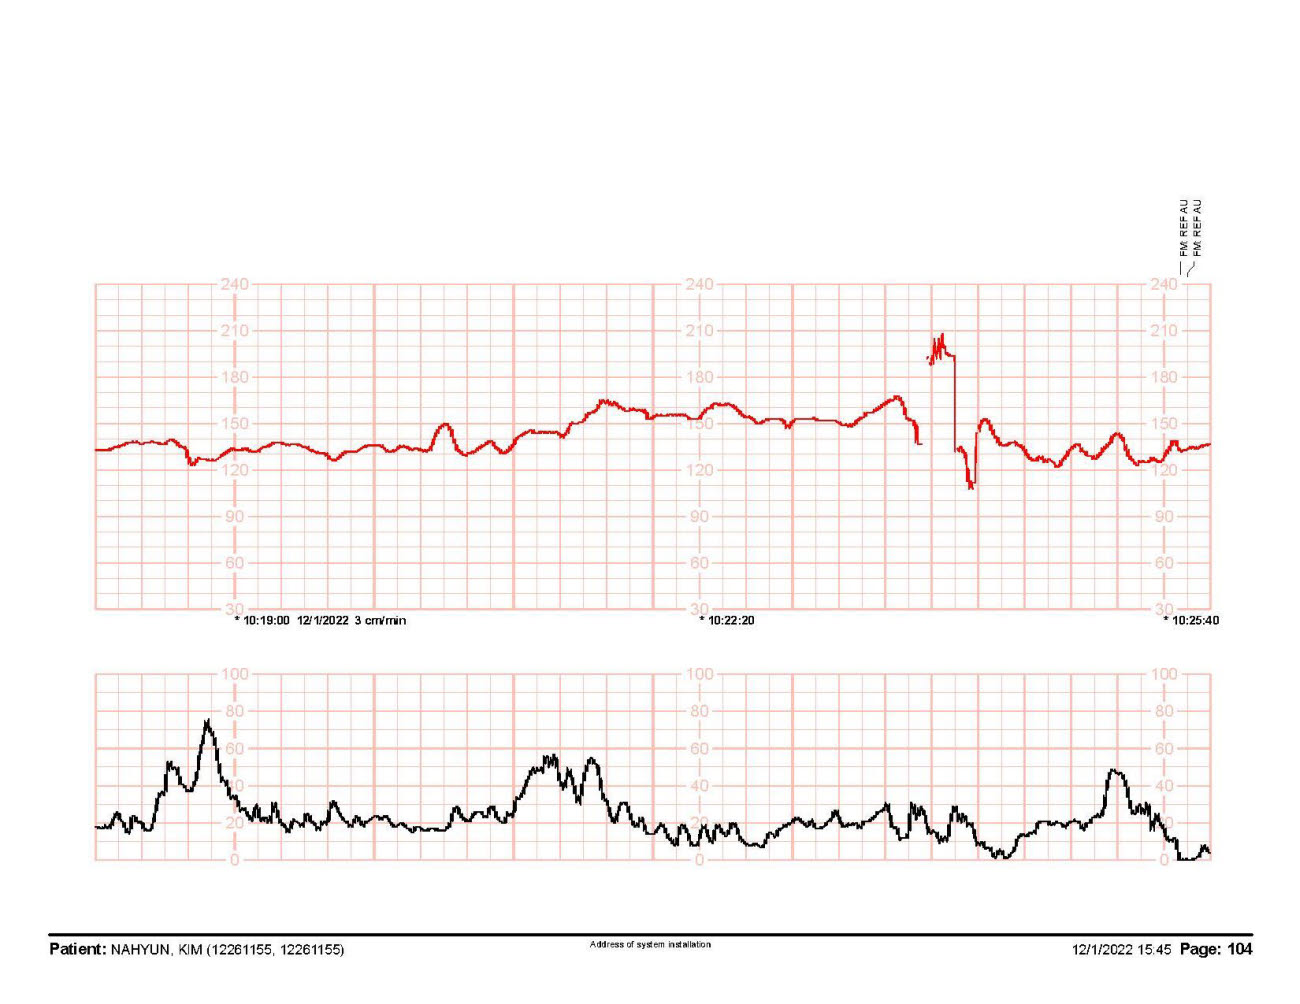 FM: REF AU
FM: REF AU
240 240 240
210 210 210
180 180 180
150 150 150
120 120 120
90 90 90
60 60 60
30 30 30
* 10:19:00 12/1/2022 3 cm/min * 10:22:20 * 10:25:40
100 100 100
80 80 80
60 60 60
40 40 40
20 20 20
0 0 0
Patient: NAHYUN, KIM (12261155, 12261155) Address of system installation 12/1/2022 15:45 Page: 104